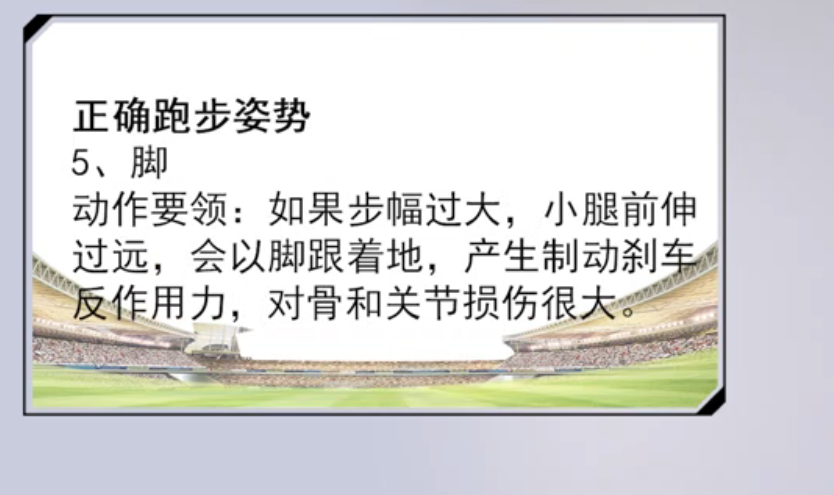 正确跑步姿势
5、脚
动作要领：如果步幅过大，小腿前伸
过远，会以脚跟着地，产生制动刹车
反作用力，对骨和关节损伤很大。